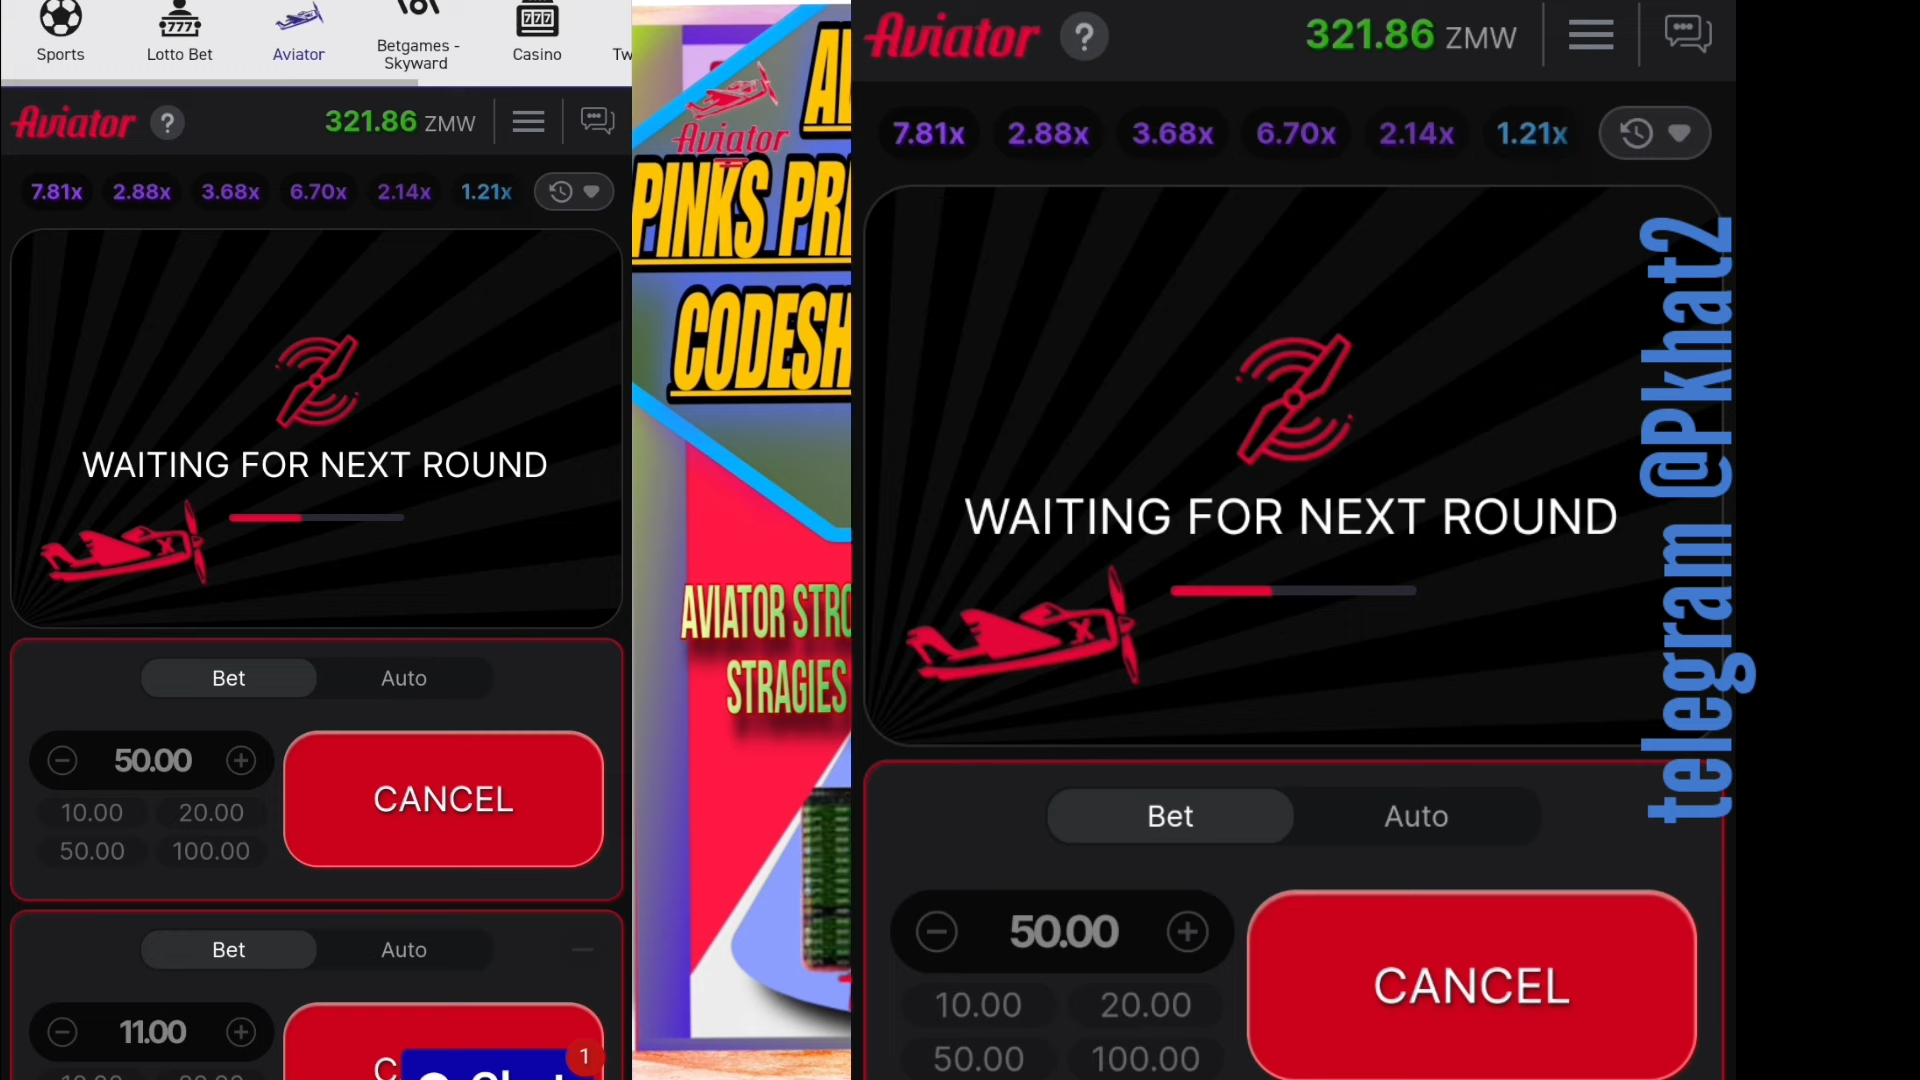 Sports
Lotto Bet
Aviator
Betgames -
Skyward
Casino
Tw
Aviator ? 321.86 ZMW
7.81x 2.88x 3.68x 6.70x 2.14x 1.21x
WAITING FOR NEXT ROUND
X
Bet Auto
50.00
10.00 20.00
50.00 100.00
CANCEL
Bet Auto
11.00
1
Aviator
PINKS PR
CODESH
AVIATOR STRO
STRAGIES
Aviator ? 321.86 ZMW
7.81x 2.88x 3.68x 6.70x 2.14x 1.21x
WAITING FOR NEXT ROUND
X
Bet Auto
50.00
10.00 20.00
50.00 100.00
CANCEL
telegram @Pkhat2